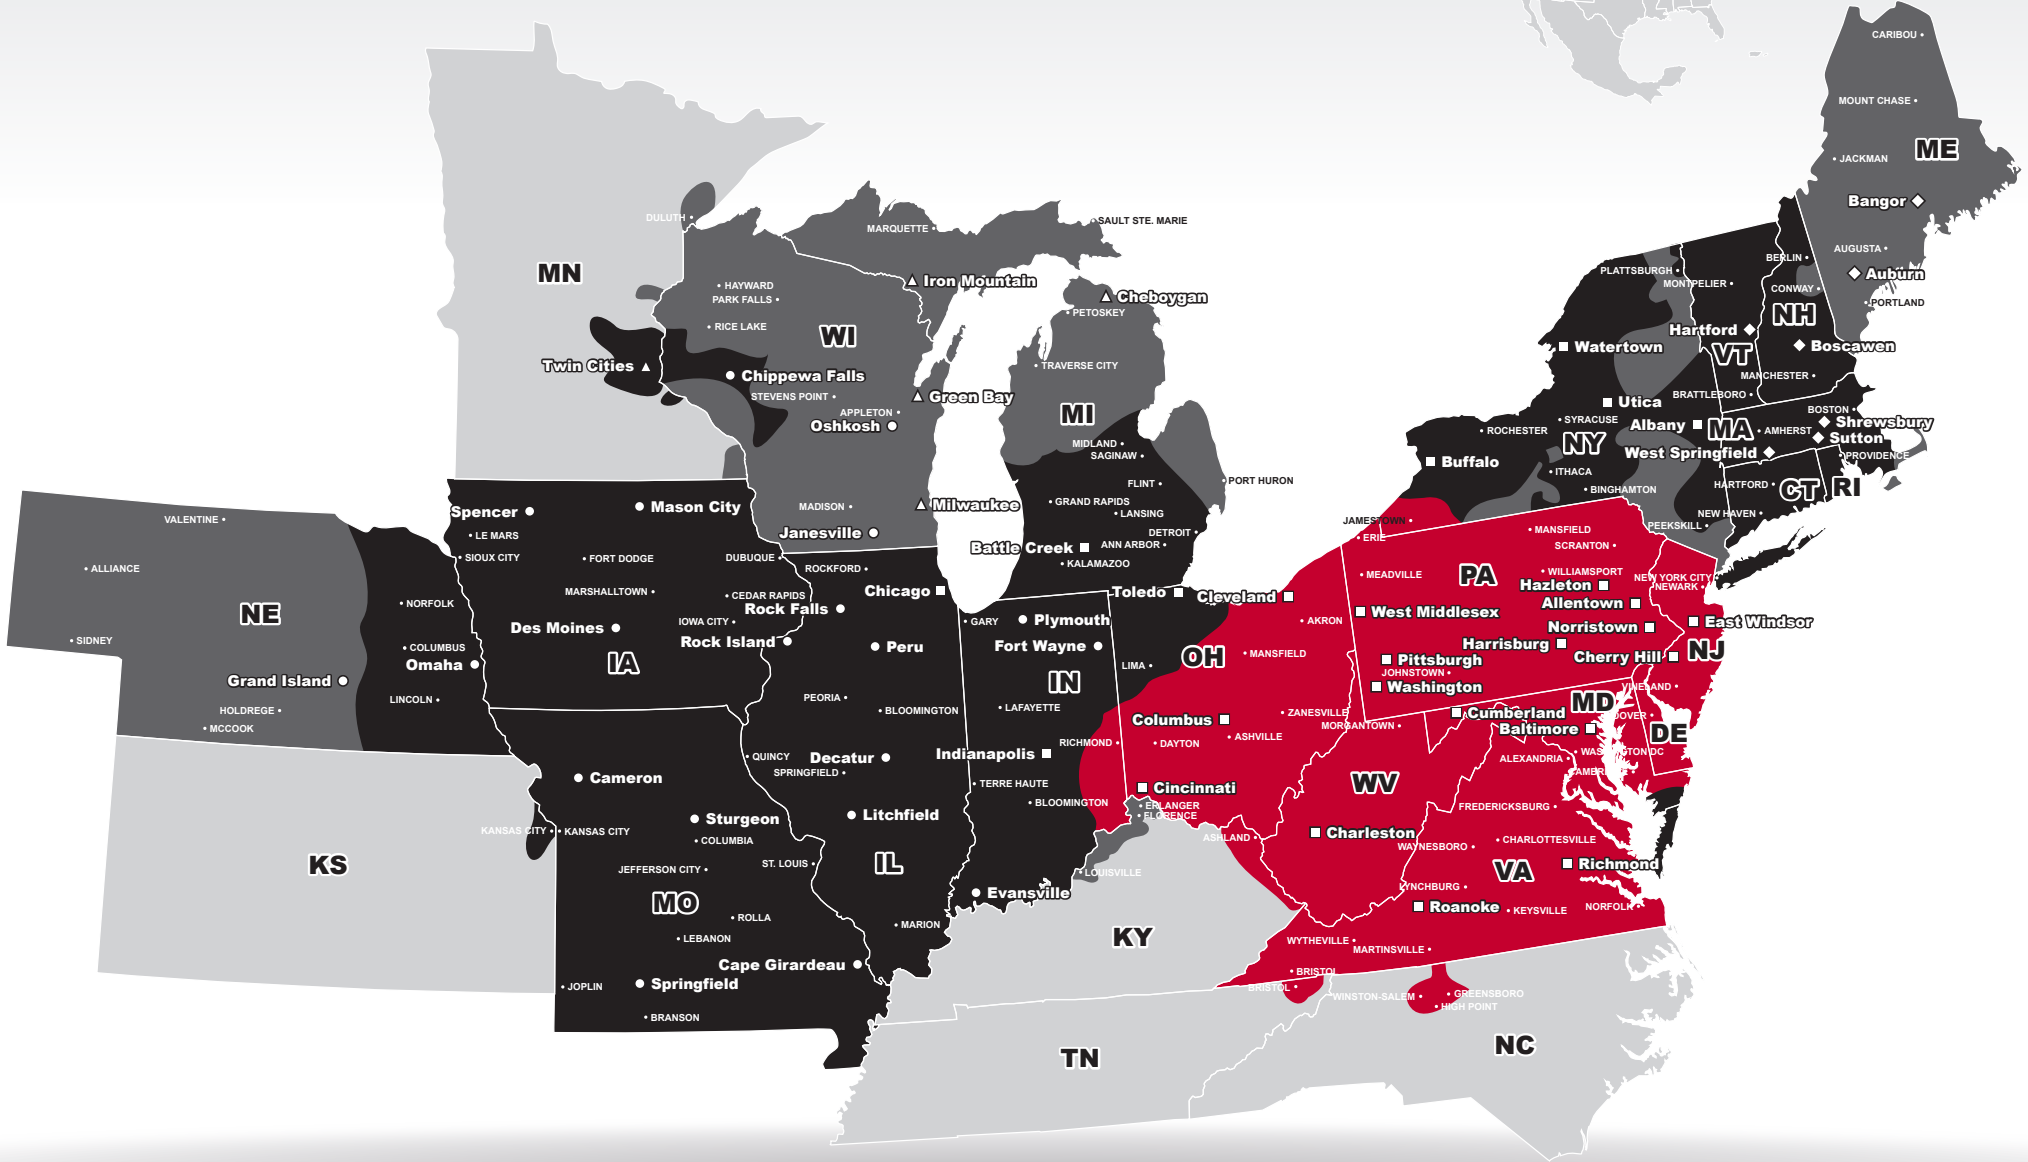 CARIBOU
MOUNT CHASE
ME
JACKMAN
Bangor
DULUTH
SAULT STE. MARIE
MARQUETTE
AUGUSTA
BERLIN
MN
PLATTSBURGH
Auburn
Iron Mountain
MONTPELIER
HAYWARD
CONWAY
PARK FALLS
Cheboygan
PORTLAND
PETOSKEY
NH
RICE LAKE
Hartford
WI
Watertown
Boscawen
VT
Twin Cities
TRAVERSE CITY
Chippewa Falls
MANCHESTER
STEVENS POINT
Green Bay
BRATTLEBORO
Utica
APPLETON
MI
BOSTON
Oshkosh
SYRACUSE
Albany
MA
Shrewsbury
ROCHESTER
AMHERST
Sutton
MIDLAND
NY
SAGINAW
West Springfield
PROVIDENCE
Buffalo
ITHACA
FLINT
PORT HURON
HARTFORD
CT
RI
BINGHAMTON
GRAND RAPIDS
Mason City
MADISON
Milwaukee
Spencer
LANSING
NEW HAVEN
VALENTINE
JAMESTOWN
PEEKSKILL
LE MARS
Janesville
DETROIT
MANSFIELD
ERIE
Battle Creek
ANN ARBOR
SCRANTON
SIOUX CITY
FORT DODGE
DUBUQUE
KALAMAZOO
ALLIANCE
ROCKFORD
MEADVILLE
PA
WILLIAMSPORT
NEW YORK CITY
Hazleton
NEWARK
MARSHALLTOWN
CEDAR RAPIDS
Chicago
Toledo
Cleveland
NORFOLK
Rock Falls
Allentown
NE
West Middlesex
IOWA CITY
GARY
Plymouth
AKRON
East Windsor
Des Moines
Norristown
SIDNEY
Rock Island
Peru
Fort Wayne
Harrisburg
COLUMBUS
MANSFIELD
NJ
OH
Cherry Hill
Omaha
IA
LIMA
Pittsburgh
JOHNSTOWN
Grand Island
IN
Washington
VINELAND
LINCOLN
PEORIA
HOLDREGE
BLOOMINGTON
LAFAYETTE
ZANESVILLE
Cumberland
MD
DOVER
Columbus
MCCOOK
MORGANTOWN
Baltimore
DE
ASHVILLE
RICHMOND
DAYTON
QUINCY
Decatur
Indianapolis
ALEXANDRIA
WASHINGTON DC
SPRINGFIELD
Cameron
TERRE HAUTE
WV
Cincinnati
BLOOMINGTON
ERLANGER
FREDERICKSBURG
Litchfield
FLORENCE
Sturgeon
KANSAS CITY
KANSAS CITY
Charleston
ASHLAND
COLUMBIA
CHARLOTTESVILLE
WAYNESBORO
KS
ST. LOUIS
IL
Richmond
JEFFERSON CITY
LOUISVILLE
VA
LYNCHBURG
Evansville
MO
Roanoke
NORFOLK
KEYSVILLE
ROLLA
MARION
LEBANON
KY
WYTHEVILLE
MARTINSVILLE
Cape Girardeau
BRISTOL
Springfield
JOPLIN
BRISTOL
WINSTON-SALEM
GREENSBORO
HIGH POINT
BRANSON
NC
TN